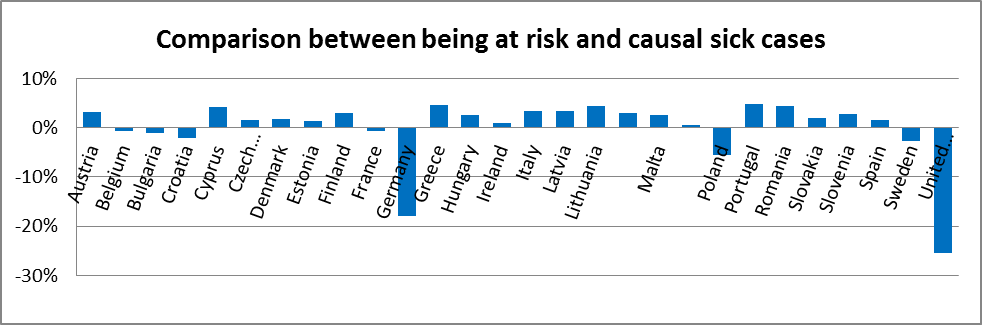 Comparison between being at risk and causal sick cases
10%
0%
-10%
-20%
-30%
Austria
Belgium
Bulgaria
Croatia
Cyprus
Czech...
Denmark
Estonia
Finland
France
Germany
Greece
Hungary
Ireland
Italy
Latvia
Lithuania
Malta
Poland
Portugal
Romania
Slovakia
Slovenia
Spain
Sweden
United...